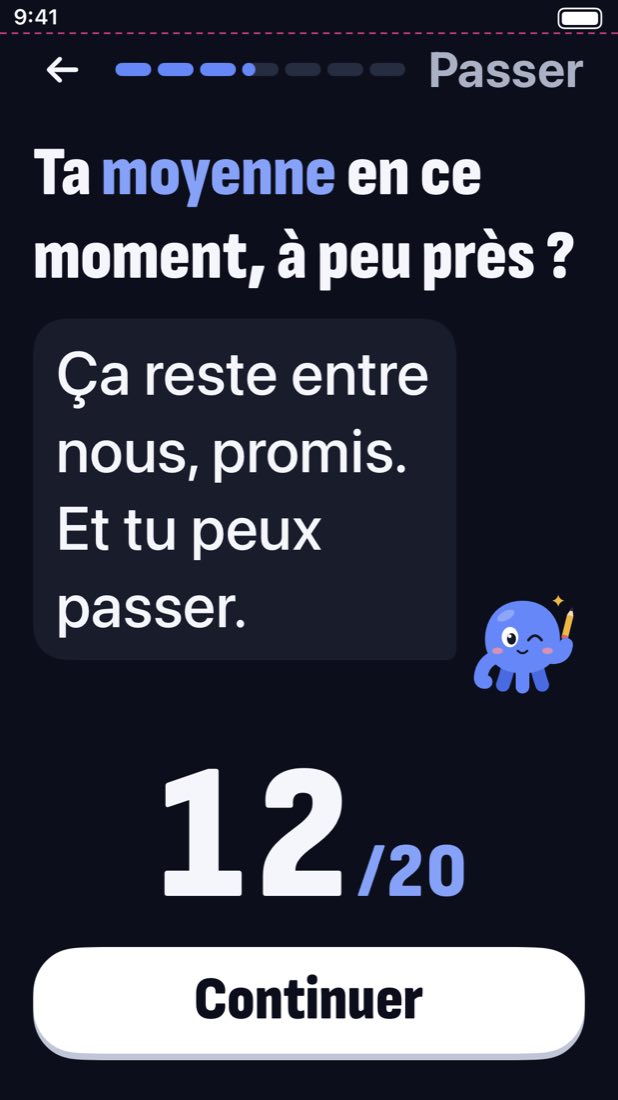 9:41
Passer
Ta moyenne en ce
moment, à peu près ?
Ça reste entre
nous, promis.
Et tu peux
passer.
12/20
Continuer